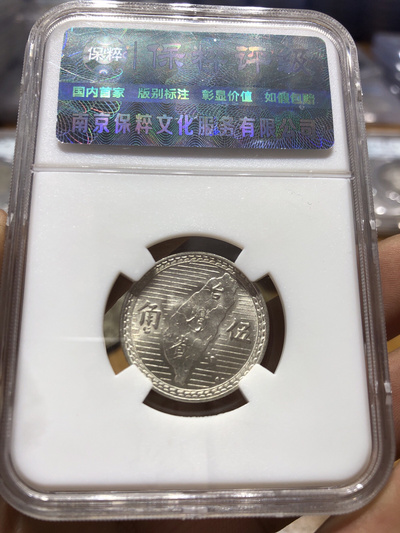 保粹
国内首家 版别标注 彰显价值 如假包赔
南京保粹文化服务有限公司
台
湾
省
角 伍